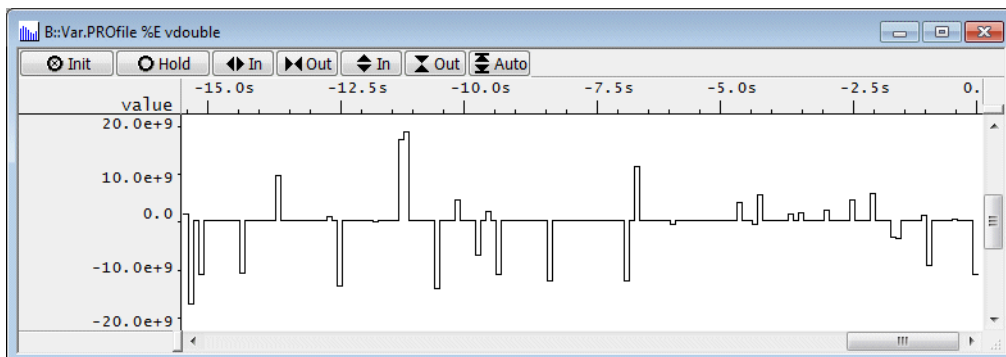 B::Var.PROfile %E vdouble
Init Hold In Out In Out Auto
-15.0s -12.5s -10.0s -7.5s -5.0s -2.5s 0.
value
20.0e+9
10.0e+9
0.0
-10.0e+9
-20.0e+9